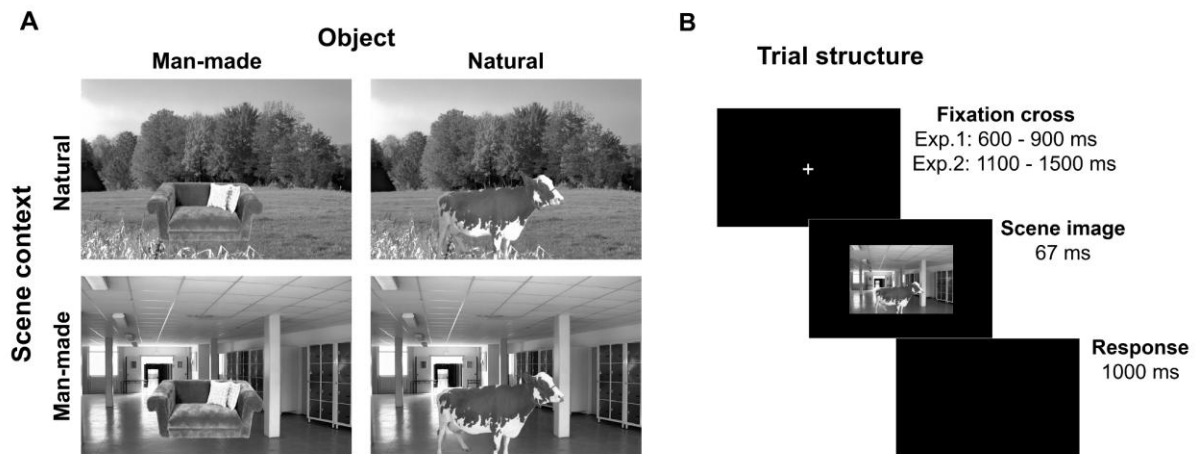 A
Object
Man-made
Natural
Scene context
Natural
Man-made
B
Trial structure
Fixation cross
Exp.1: 600 - 900 ms
Exp.2: 1100 - 1500 ms
Scene image
67 ms
Response
1000 ms